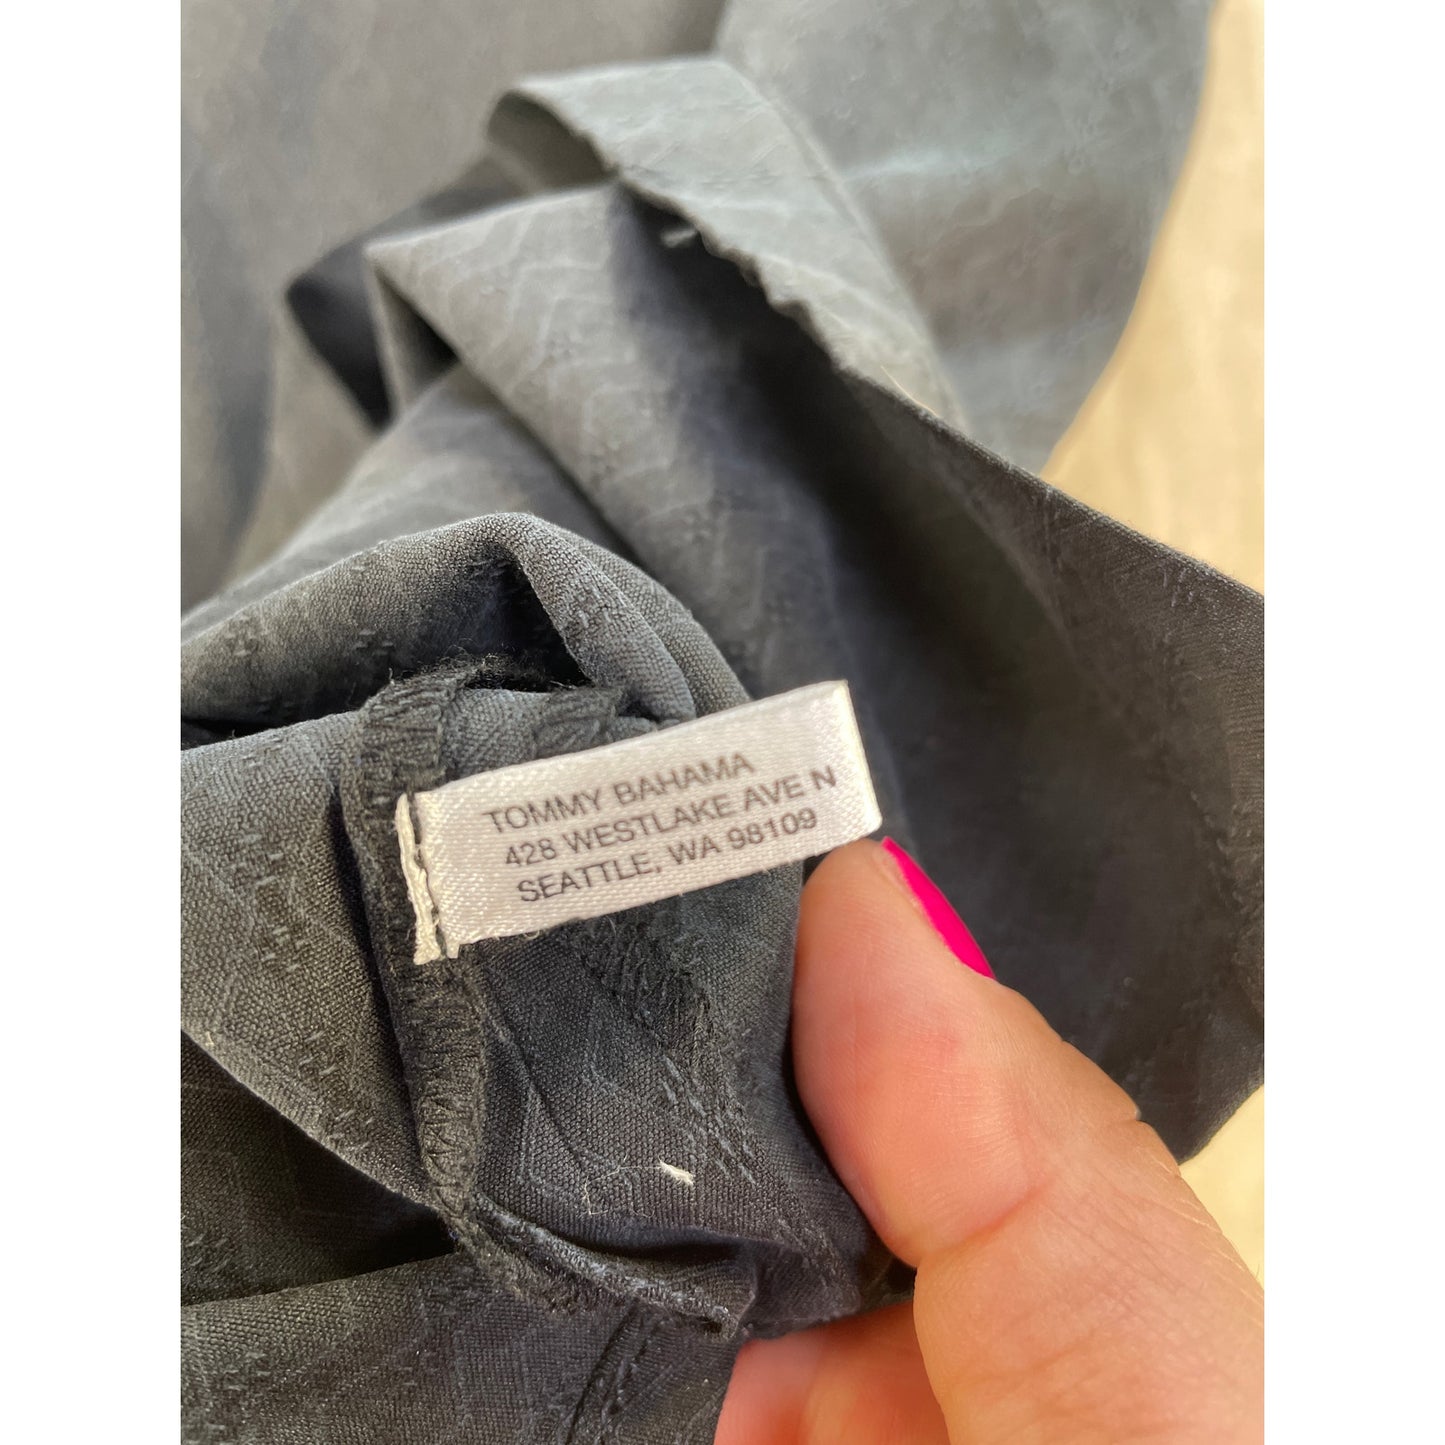 TOMMY BAHAMA
428 WESTLAKE AVE N
SEATTLE, WA 98109